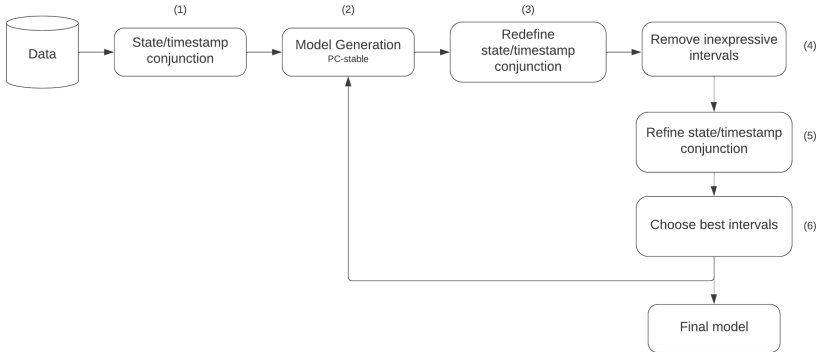 (1)
(2)
(3)
Data
State/timestamp
conjunction
Model Generation
PC-stable
Redefine
state/timestamp
conjunction
Remove inexpressive
intervals
(4)
Refine state/timestamp
conjunction
(5)
Choose best intervals
(6)
Final model